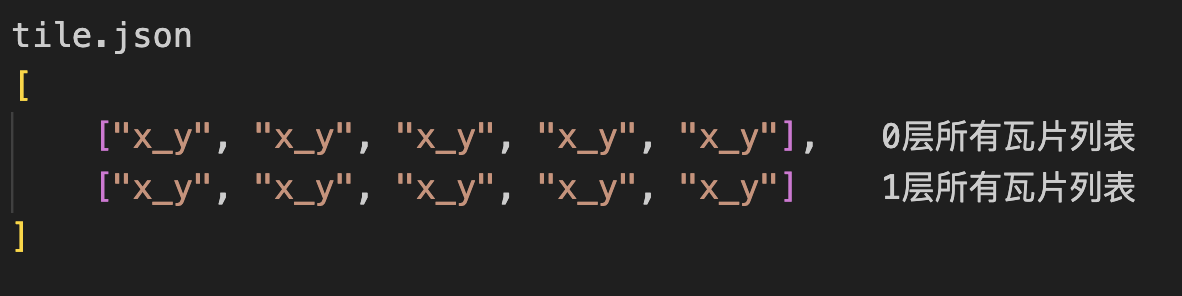 tile.json
[
["x_y", "x_y", "x_y", "x_y", "x_y"], 0层所有瓦片列表
["x_y", "x_y", "x_y", "x_y", "x_y"] 1层所有瓦片列表
]